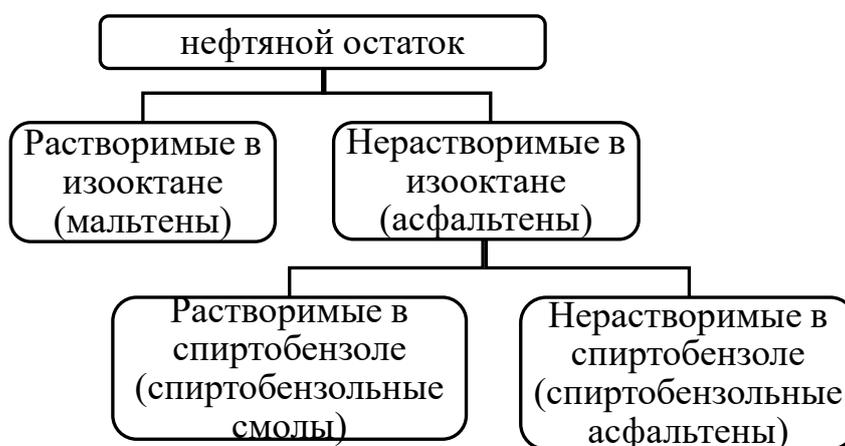 нефтяной остаток
Растворимые в
изооктане
(мальтены)
Нерастворимые в
изооктане
(асфальтены)
Растворимые в
спиртобензоле
(спиртобензольные
смолы)
Нерастворимые в
спиртобензоле
(спиртобензольные
асфальтены)